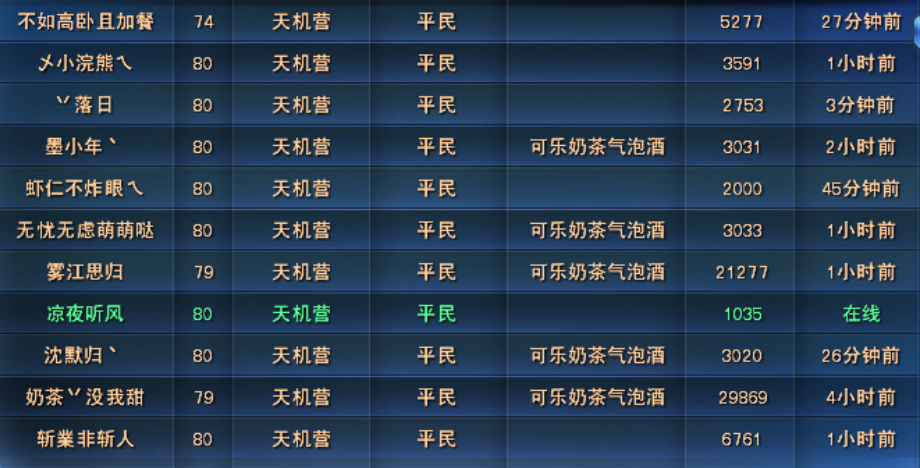 不如高卧且加餐 74 天机营 平民 5277 27分钟前
乄小浣熊乀 80 天机营 平民 3591 1小时前
丷落日 80 天机营 平民 2753 3分钟前
墨小年丶 80 天机营 平民 可乐奶茶气泡酒 3031 2小时前
虾仁不炸眼乀 80 天机营 平民 2000 45分钟前
无忧无虑萌萌哒 80 天机营 平民 可乐奶茶气泡酒 3033 1小时前
雾江思归 79 天机营 平民 可乐奶茶气泡酒 21277 1小时前
凉夜听风 80 天机营 平民 1035 在线
沈默归丶 80 天机营 平民 可乐奶茶气泡酒 3020 26分钟前
奶茶丷没我甜 79 天机营 平民 可乐奶茶气泡酒 29869 4小时前
斩業非斩人 80 天机营 平民 6761 1小时前